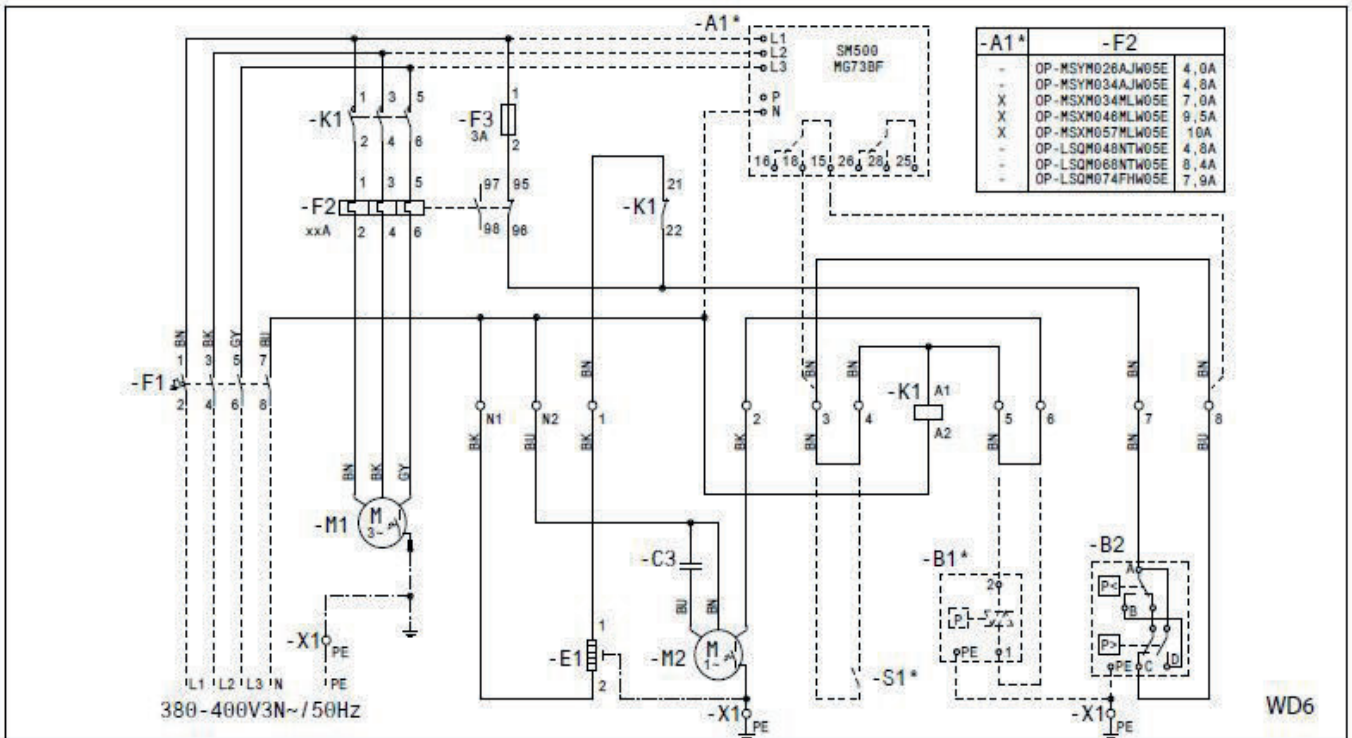 -A1*
L1
L2
L3
SM500
MG73BF
P
N
16 18 15 26 28 25
-A1* -F2
- OP-MSYM026AJW05E 4,0A
- OP-MSYM034AJW05E 4,8A
X OP-MSXM034MLW05E 7,0A
X OP-MSXM046MLW05E 9,5A
X OP-MSXM057MLW05E 10A
- OP-LSQM048NTW05E 4,8A
- OP-LSQM068NTW05E 8,4A
- OP-LSQM074FHW05E 7,9A
1 3 5
-K1
2 4 6
1
-F3
3A
2
1 3 5
-F2
xxA
2 4 6
97 95
98 96
21
-K1
22
BN BK GY BU
1 3 5 7
-F1
2 4 6 8
BN BN BN BN BN
-K1 A1
A2
N1 N2 1 2 3 4 5 6 7 8
BK BU BK BK BN BN BN BU
BN BK GY
-M1
M
3~
-X1
PE
-C3
BU BN
-M2
M
1~
1
-E1
2
-X1
PE
-S1*
-B1*
2
P
PE
1
-B2
A
P<
B
P>
PE C D
-X1
PE
L1 L2 L3 N PE
380-400V3N~/50Hz
WD6